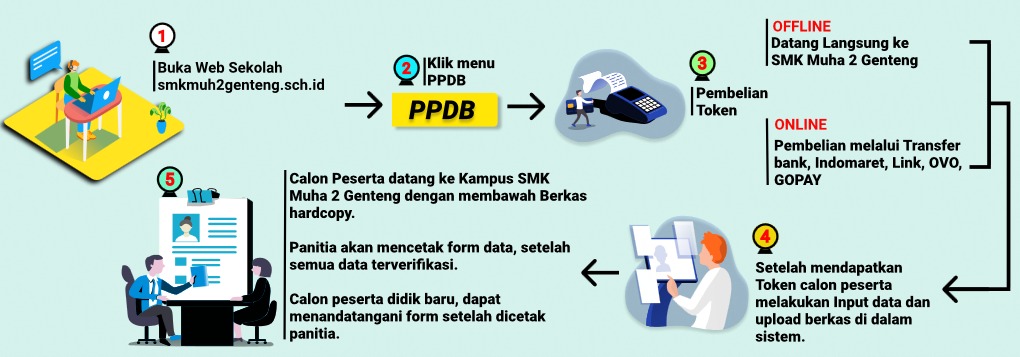 1
Buka Web Sekolah
smkmuh2genteng.sch.id
2
Klik menu
PPDB
PPDB
3
Pembelian
Token
OFFLINE
Datang Langsung ke
SMK Muha 2 Genteng
ONLINE
Pembelian melalui Transfer
bank, Indomaret, Link, OVO,
GOPAY
4
Setelah mendapatkan
Token calon peserta
melakukan Input data dan
upload berkas di dalam
sistem.
5
Calon Peserta datang ke Kampus SMK
Muha 2 Genteng dengan membawah Berkas
hardcopy.
Panitia akan mencetak form data, setelah
semua data terverifikasi.
Calon peserta didik baru, dapat
menandatangani form setelah dicetak
panitia.